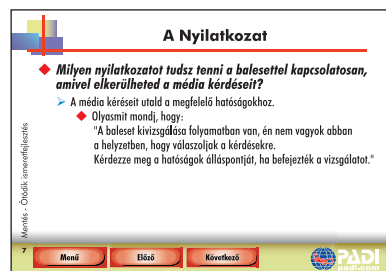 A Nyilatkozat
Milyen nyilatkozatot tudsz tenni a balesettel kapcsolatosan,
amivel elkerülheted a média kérdéseit?
A média kéréseit utald a megfelelő hatóságokhoz.
Olyasmit mondj, hogy:
"A baleset kivizsgálása folyamatban van, én nem vagyok abban
a helyzetben, hogy válaszoljak a kérdésekre.
Kérdezze meg a hatóságok álláspontját, ha befejezték a vizsgálatot."
Mentés - Ötödik ismeretfejlesztés
7
Menű
Előző
Következő
PADI
padi.com